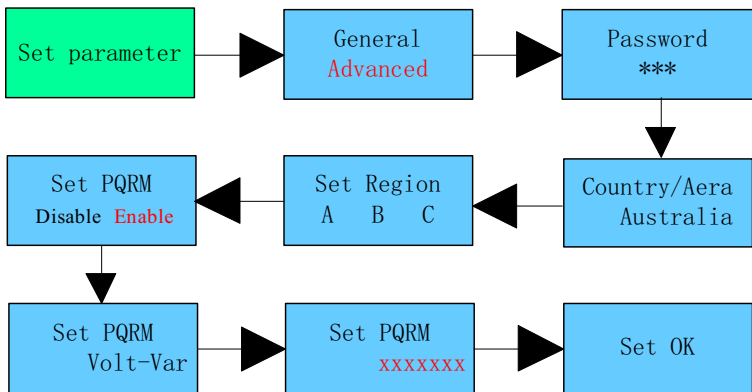 Set parameter
General
Advanced
Password
***
Country/Aera
Australia
Set Region
A B C
Set PQRM
Disable Enable
Set PQRM
Volt-Var
Set PQRM
xxxxxxx
Set OK